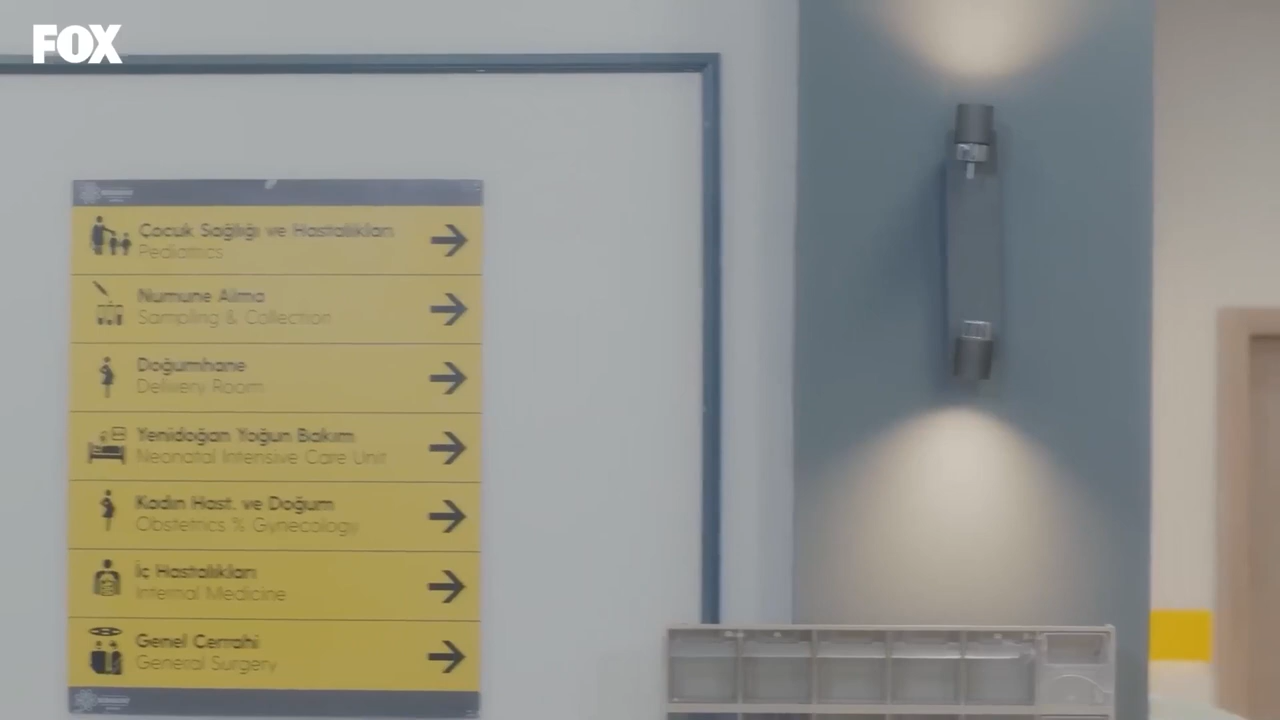 FOX
Çocuk Sağlığı ve Hastalıkları
Pediatrics
Numune Alma
Sampling & Collection
Doğumhane
Delivery Room
Yenidoğan Yoğun Bakım
Neonatal Intensive Care Unit
Kadın Hast. ve Doğum
Obstetrics % Gynecology
İç Hastalıkları
Internal Medicine
Genel Cerrahi
General Surgery